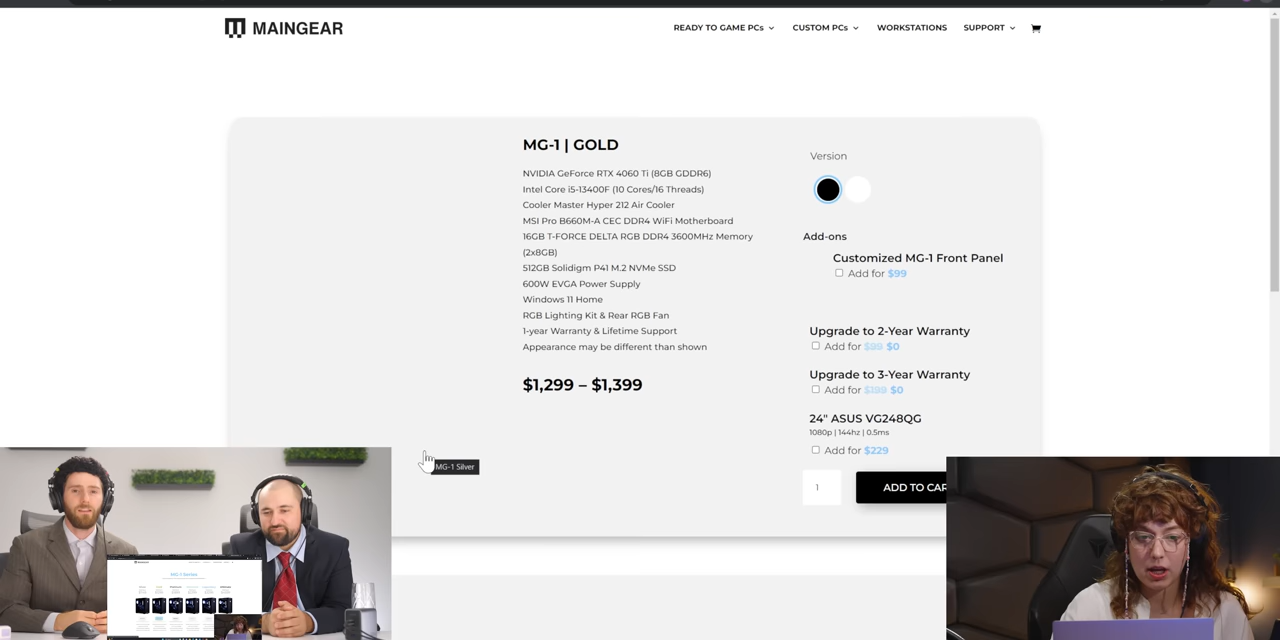 MAINGEAR
READY TO GAME PCs
CUSTOM PCs
WORKSTATIONS
SUPPORT
MG-1 | GOLD
NVIDIA GeForce RTX 4060 Ti (8GB GDDR6)
Intel Core i5-13400F (10 Cores/16 Threads)
Cooler Master Hyper 212 Air Cooler
MSI Pro B660M-A CEC DDR4 WiFi Motherboard
16GB T-FORCE DELTA RGB DDR4 3600MHz Memory
(2x8GB)
512GB Solidigm P41 M.2 NVMe SSD
600W EVGA Power Supply
Windows 11 Home
RGB Lighting Kit & Rear RGB Fan
1-year Warranty & Lifetime Support
Appearance may be different than shown
$1,299 – $1,399
Version
Add-ons
Customized MG-1 Front Panel
Add for $99
Upgrade to 2-Year Warranty
Add for $99 $0
Upgrade to 3-Year Warranty
Add for $199 $0
24" ASUS VG248QG
1080p | 144hz | 0.5ms
Add for $229
1
ADD TO CAR
MG-1 Silver
MG-1 Series